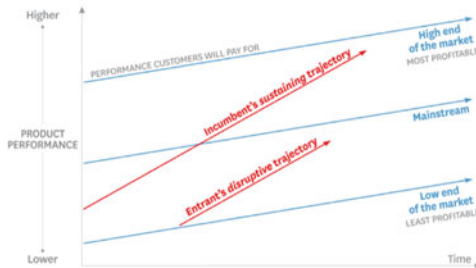 Higher
High end
of the market
MOST PROFITABLE
PERFORMANCE CUSTOMERS WILL PAY FOR
Incumbent's sustaining trajectory
Mainstream
PRODUCT
PERFORMANCE
Entrant's disruptive trajectory
Low end
of the market
LEAST PROFITABLE
Lower
Time